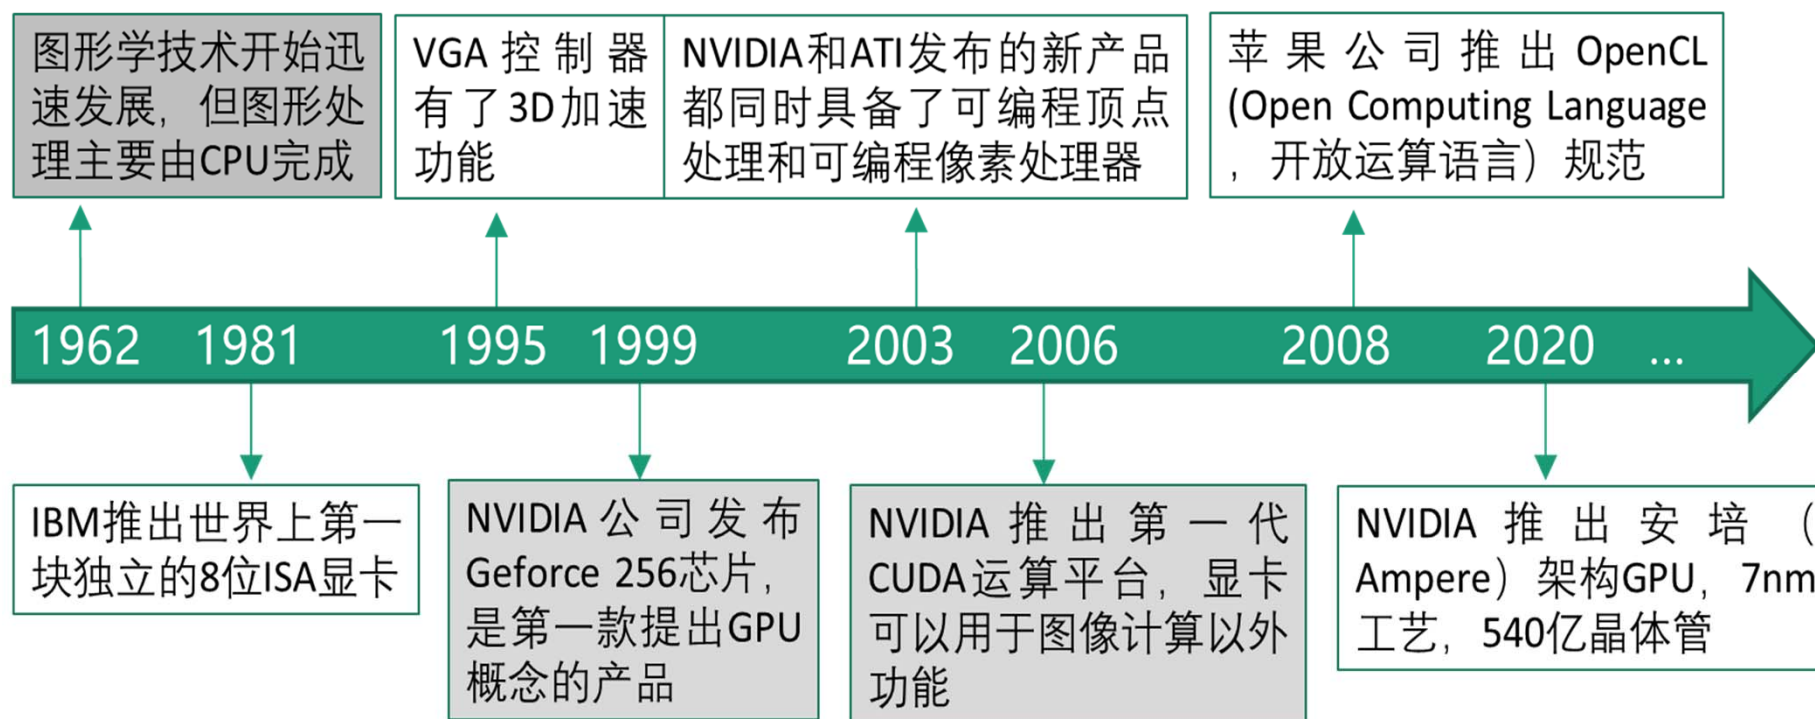 图形学技术开始迅
速发展，但图形处
理主要由CPU完成
VGA 控制器
有了3D加速
功能
NVIDIA和ATI发布的新产品
都同时具备了可编程顶点
处理和可编程像素处理器
苹果公司推出 OpenCL
(Open Computing Language
，开放运算语言）规范
1962 1981 1995 1999 2003 2006 2008 2020 ...
IBM推出世界上第一
块独立的8位ISA显卡
NVIDIA 公司发布
Geforce 256芯片，
是第一款提出GPU
概念的产品
NVIDIA 推出第一代
CUDA运算平台，显卡
可以用于图像计算以外
功能
NVIDIA 推出安培（
Ampere）架构GPU，7nm
工艺，540亿晶体管